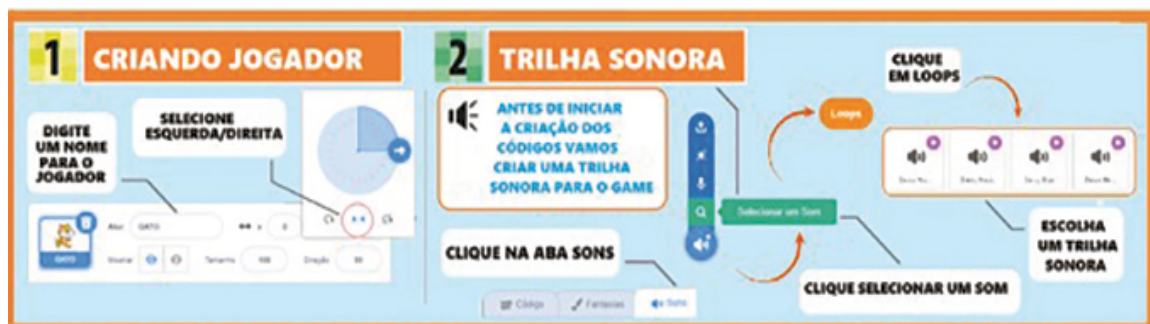 1 CRIANDO JOGADOR
DIGITE
UM NOME
PARA O
JOGADOR
SELECIONE
ESQUERDA/DIREITA
Ator GATO x 0
GATO
Mostrar Tamanho 100 Direção 90
2 TRILHA SONORA
ANTES DE INICIAR
A CRIAÇÃO DOS
CÓDIGOS VAMOS
CRIAR UMA TRILHA
SONORA PARA O GAME
CLIQUE NA ABA SONS
Código Fantasias Sons
Selecionar um Som
CLIQUE SELECIONAR UM SOM
Loops
CLIQUE
EM LOOPS
ESCOLHA
UM TRILHA
SONORA